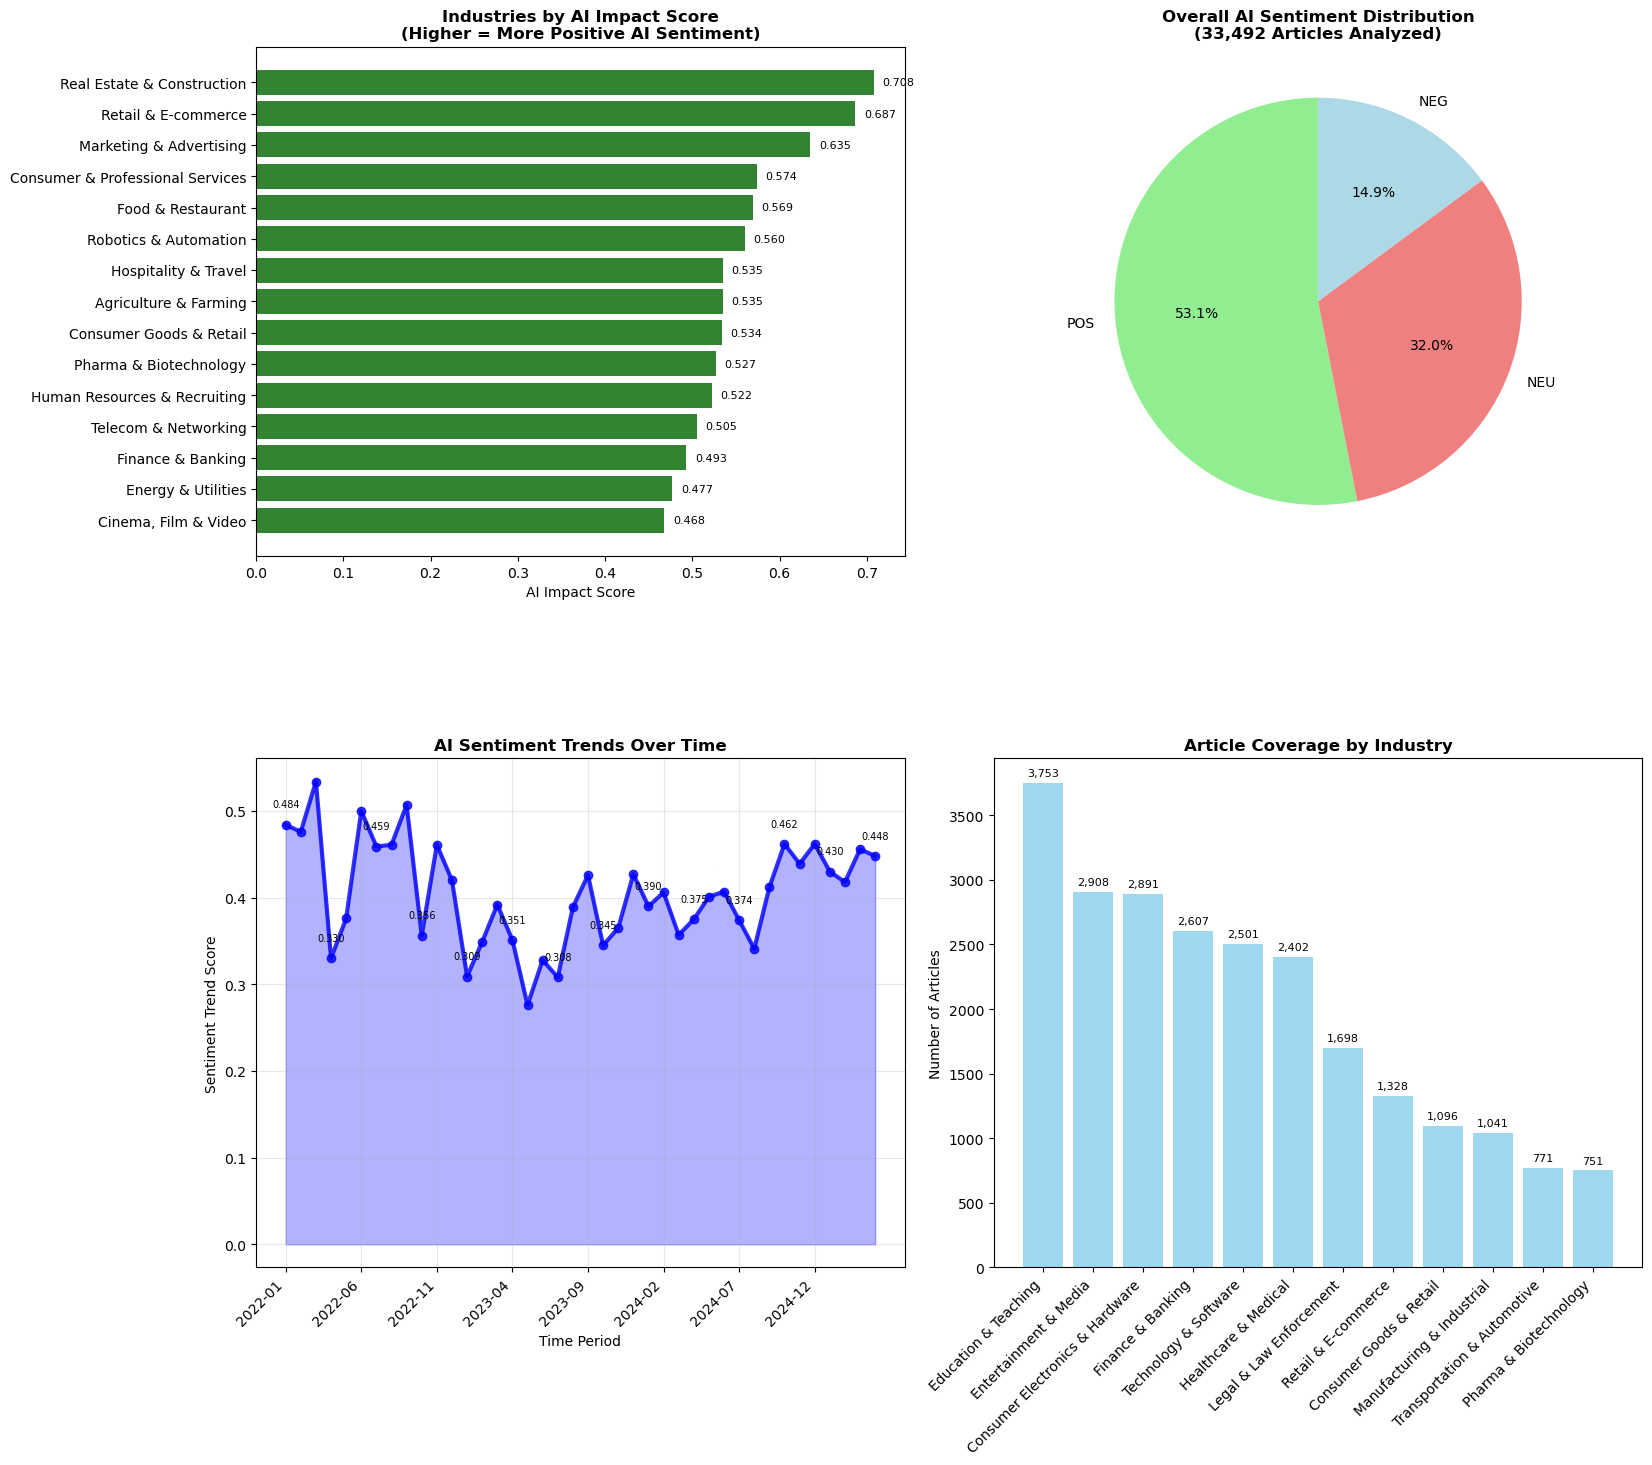 Industries by AI Impact Score
(Higher = More Positive AI Sentiment)
Real Estate & Construction
0.708
Retail & E-commerce
0.687
Marketing & Advertising
0.635
Consumer & Professional Services
0.574
Food & Restaurant
0.569
Robotics & Automation
0.560
Hospitality & Travel
0.535
Agriculture & Farming
0.535
Consumer Goods & Retail
0.534
Pharma & Biotechnology
0.527
Human Resources & Recruiting
0.522
Telecom & Networking
0.505
Finance & Banking
0.493
Energy & Utilities
0.477
Cinema, Film & Video
0.468
0.0 0.1 0.2 0.3 0.4 0.5 0.6 0.7
AI Impact Score
Overall AI Sentiment Distribution
(33,492 Articles Analyzed)
NEG
14.9%
POS
53.1%
32.0%
NEU
AI Sentiment Trends Over Time
Sentiment Trend Score
0.5
0.4
0.3
0.2
0.1
0.0
0.484
0.330
0.459
0.356
0.309
0.351
0.308
0.345
0.390
0.375
0.374
0.462
0.430
0.448
2022-01
2022-06
2022-11
2023-04
2023-09
2024-02
2024-07
2024-12
Time Period
Article Coverage by Industry
Number of Articles
3500
3000
2500
2000
1500
1000
500
0
3,753
2,908
2,891
2,607
2,501
2,402
1,698
1,328
1,096
1,041
771
751
Education & Teaching
Entertainment & Media
Consumer Electronics & Hardware
Finance & Banking
Technology & Software
Healthcare & Medical
Legal & Law Enforcement
Retail & E-commerce
Consumer Goods & Retail
Manufacturing & Industrial
Transportation & Automotive
Pharma & Biotechnology